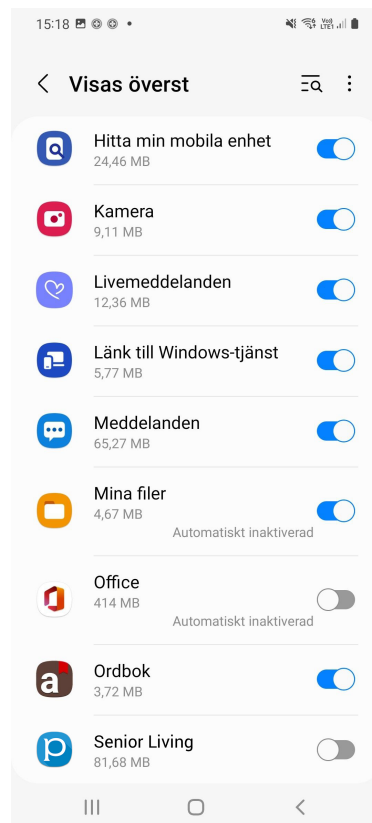 15:18
Vo))
LTE1
Visas överst
Hitta min mobila enhet
24,46 MB
Kamera
9,11 MB
Livemeddelanden
12,36 MB
Länk till Windows-tjänst
5,77 MB
Meddelanden
65,27 MB
Mina filer
4,67 MB
Automatiskt inaktiverad
Office
414 MB
Automatiskt inaktiverad
a
Ordbok
3,72 MB
p
Senior Living
81,68 MB